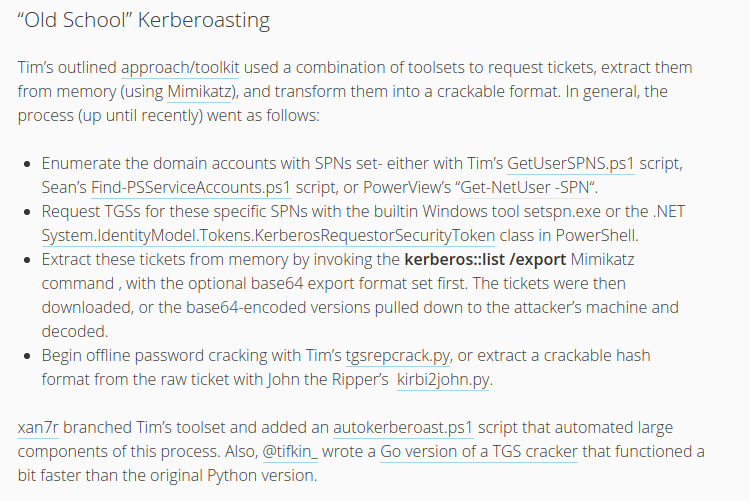 “Old School” Kerberoasting
Tim’s outlined approach/toolkit used a combination of toolsets to request tickets, extract them
from memory (using Mimikatz), and transform them into a crackable format. In general, the
process (up until recently) went as follows:
• Enumerate the domain accounts with SPNs set- either with Tim’s GetUserSPNS.ps1 script,
Sean’s Find-PSServiceAccounts.ps1 script, or PowerView’s “Get-NetUser -SPN“.
• Request TGSs for these specific SPNs with the builtin Windows tool setspn.exe or the .NET
System.IdentityModel.Tokens.KerberosRequestorSecurityToken class in PowerShell.
• Extract these tickets from memory by invoking the kerberos::list /export Mimikatz
command , with the optional base64 export format set first. The tickets were then
downloaded, or the base64-encoded versions pulled down to the attacker’s machine and
decoded.
• Begin offline password cracking with Tim’s tgsrepcrack.py, or extract a crackable hash
format from the raw ticket with John the Ripper’s kirbi2john.py.
xan7r branched Tim’s toolset and added an autokerberoast.ps1 script that automated large
components of this process. Also, @tifkin_ wrote a Go version of a TGS cracker that functioned a
bit faster than the original Python version.